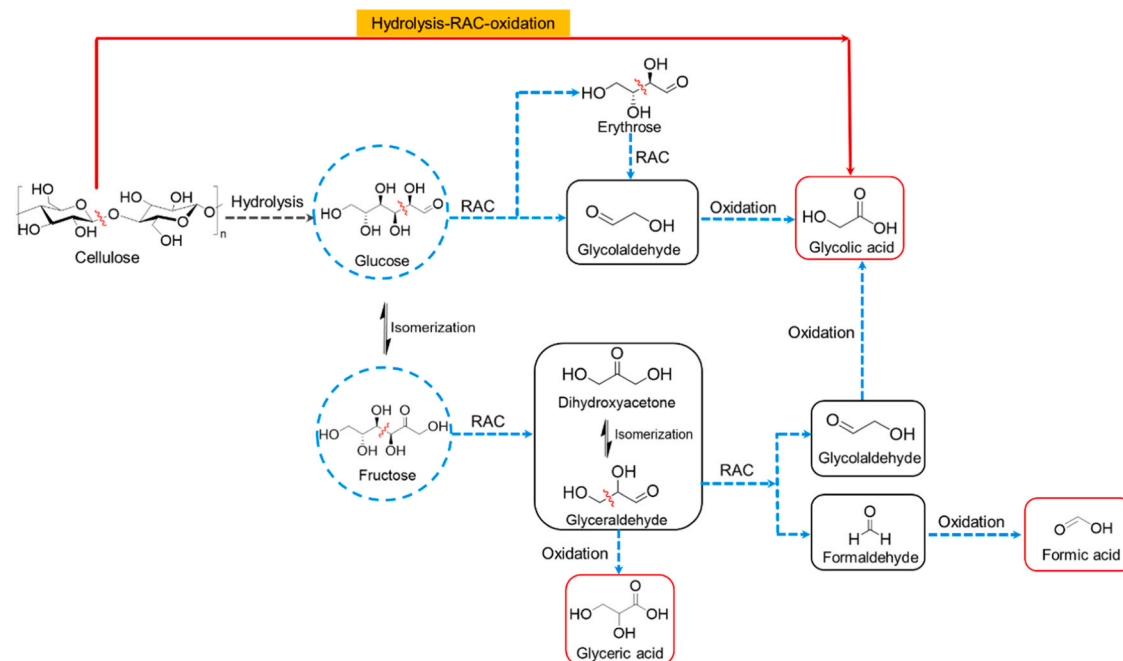 Hydrolysis-RAC-oxidation
OH
HO
O
OH
Erythrose
RAC
HO
OH
OH
HO
O
O
O
O
HO
OH
HO
OH
n
Cellulose
Hydrolysis
OH OH
HO
O
OH OH
Glucose
RAC
O
OH
Glycolaldehyde
Oxidation
O
HO
OH
Glycolic acid
Isomerization
Oxidation
OH O
HO
OH
OH OH
Fructose
RAC
O
HO
OH
Dihydroxyacetone
Isomerization
OH
HO
O
Glyceraldehyde
RAC
O
OH
Glycolaldehyde
O
H H
Formaldehyde
Oxidation
O
OH
Formic acid
Oxidation
O
HO
OH
OH
Glyceric acid